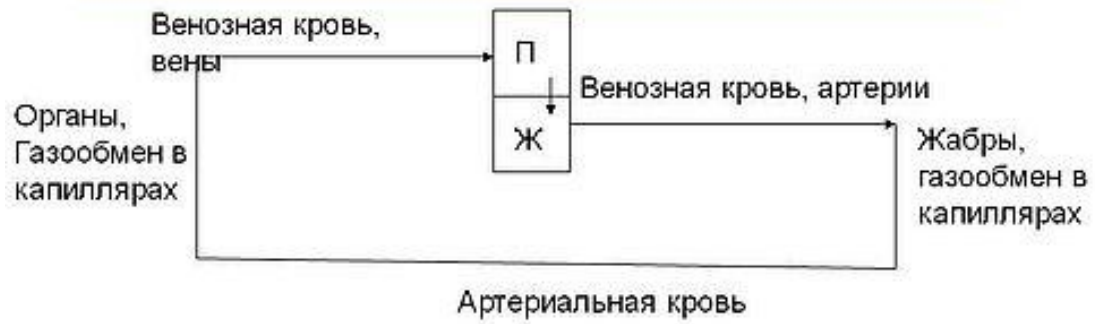 Венозная кровь,
вены
П
Венозная кровь, артерии
Ж
Органы,
Газообмен в
капиллярах
Жабры,
газообмен в
капиллярах
Артериальная кровь